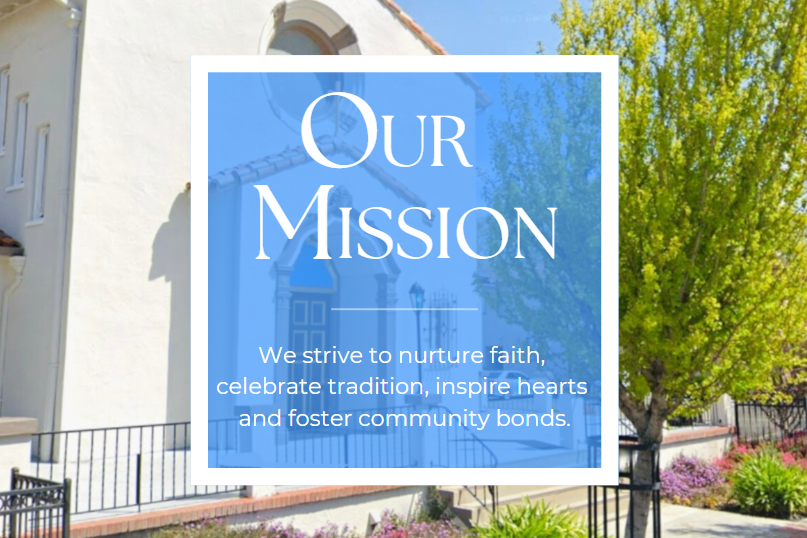 Our
Mission
We strive to nurture faith,
celebrate tradition, inspire hearts
and foster community bonds.